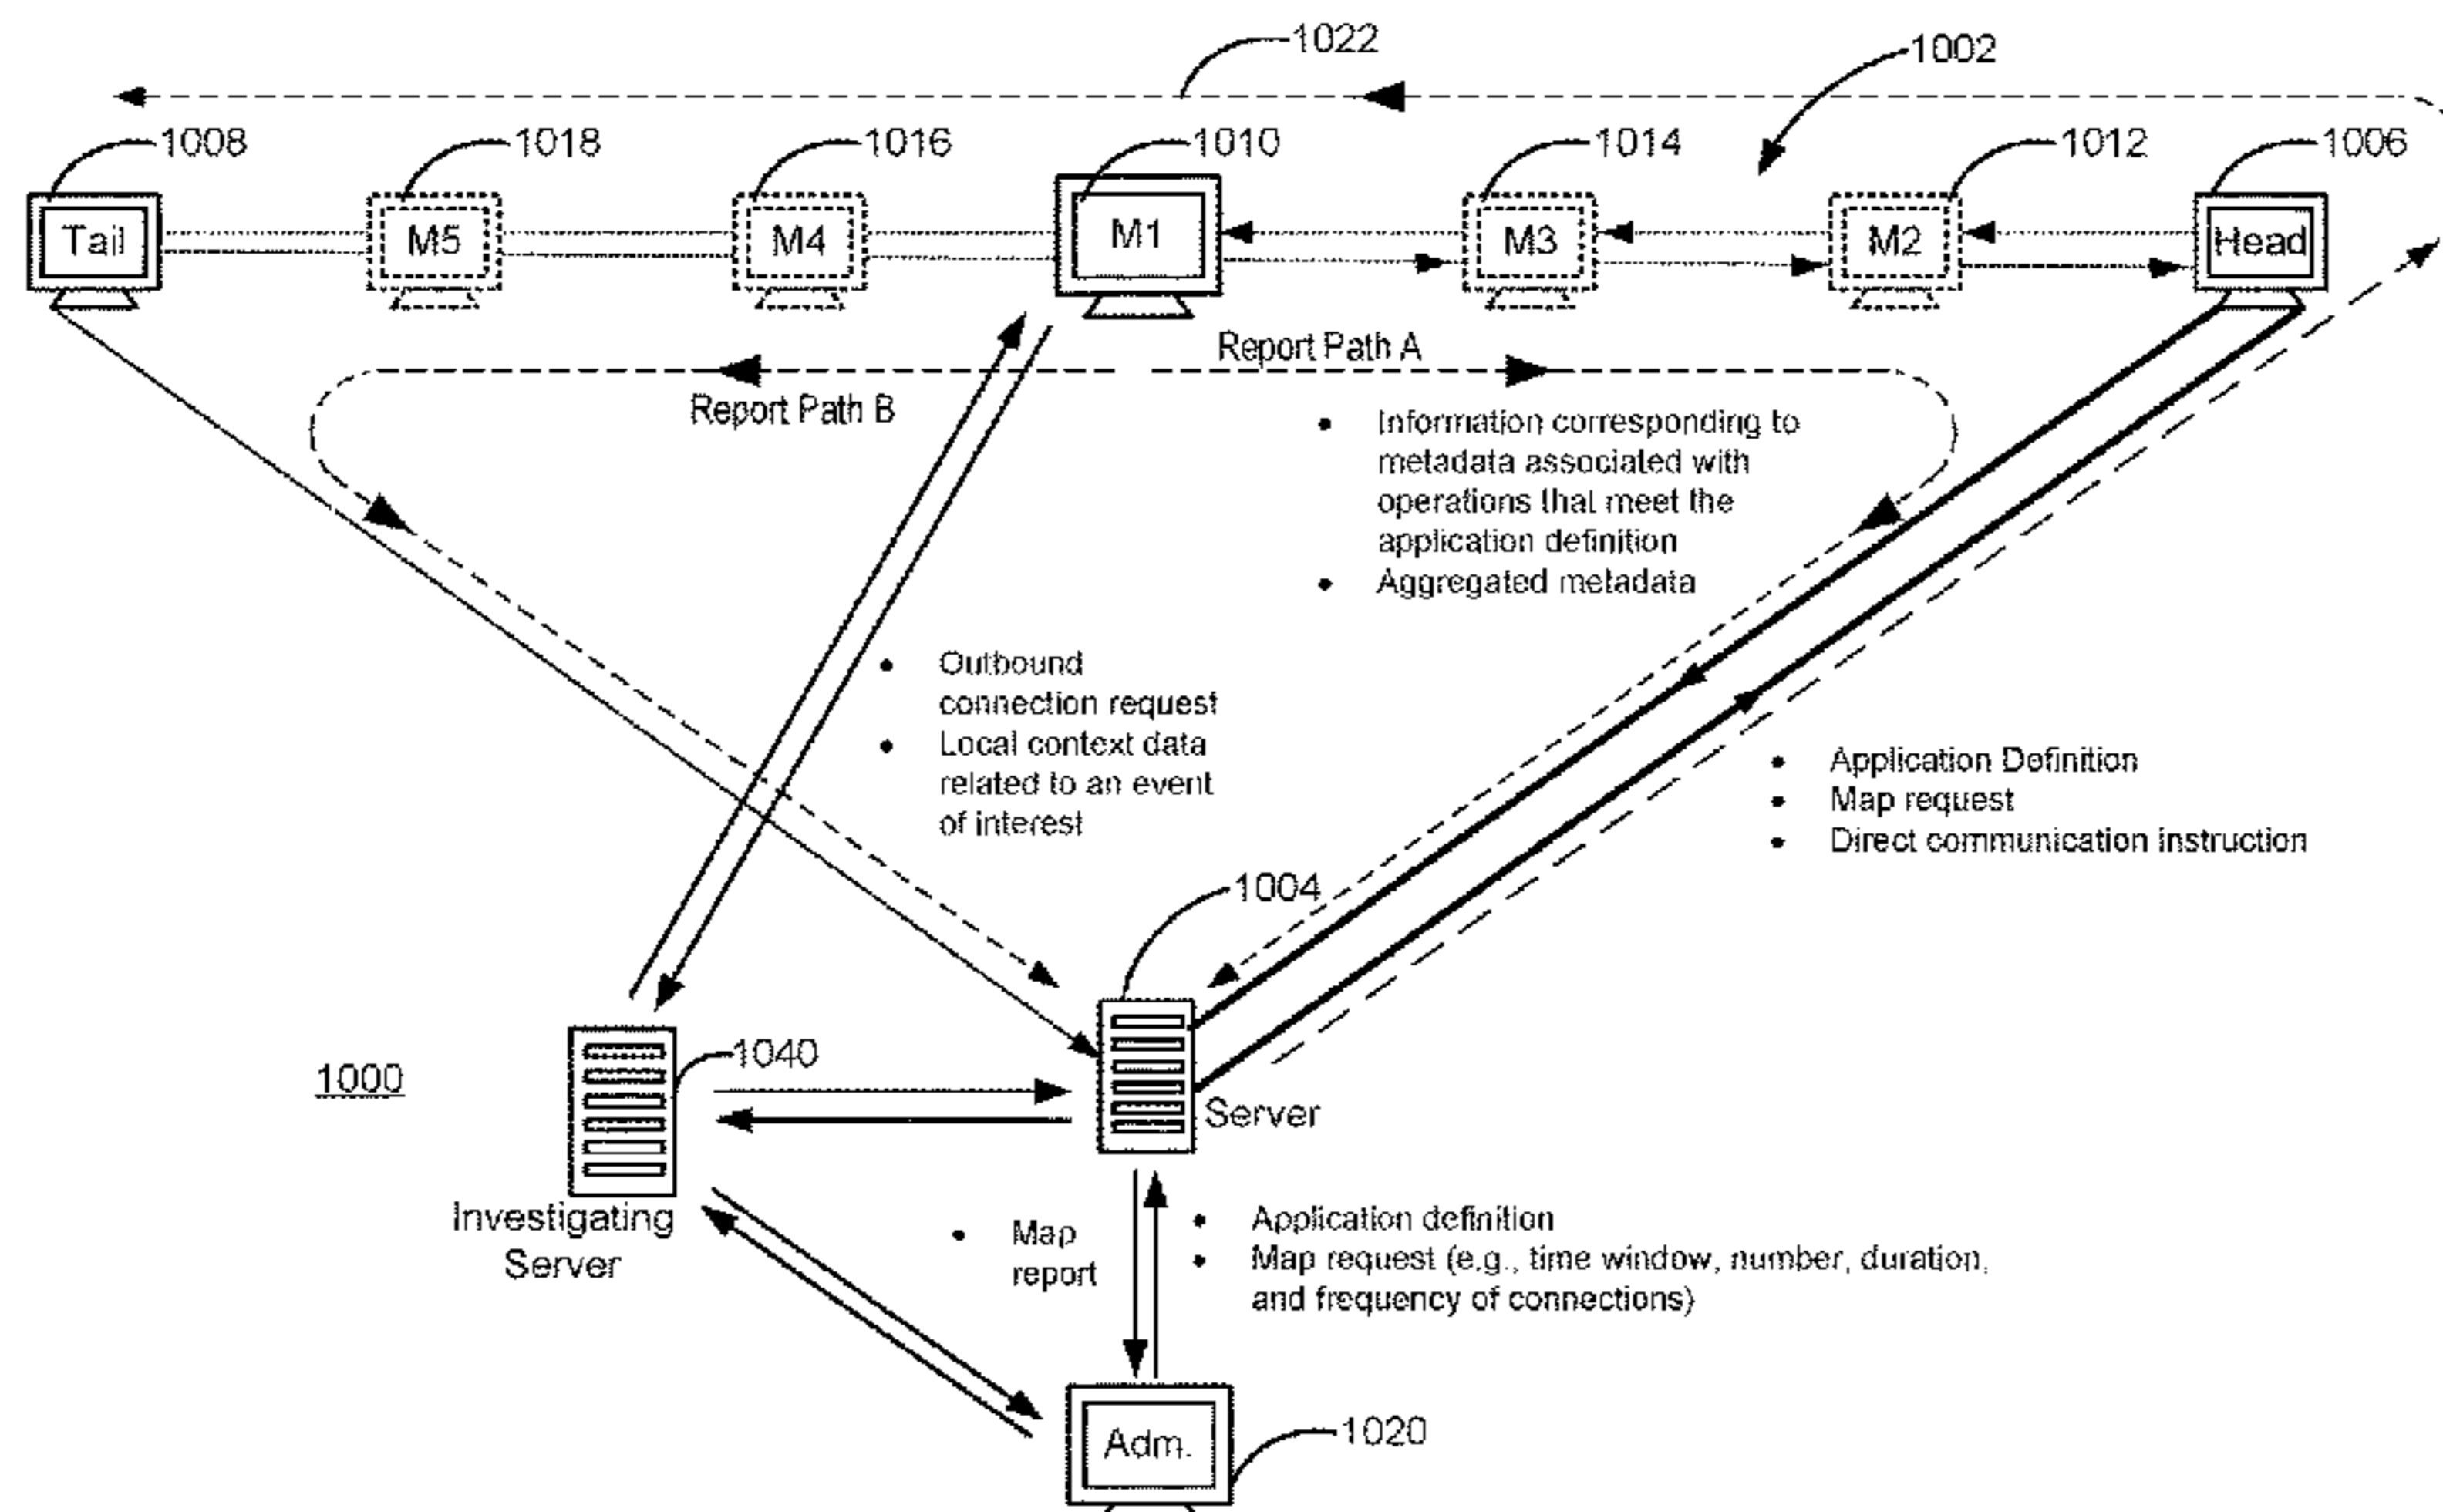 1022
1002
1008
1018
1016
1010
1014
1012
1006
Tail
M5
M4
M1
M3
M2
Head
Report Path A
Report Path B
• Information corresponding to
metadata associated with
operations that meet the
application definition
• Aggregated metadata
• Outbound
connection request
• Local context data
related to an event
of interest
• Application Definition
• Map request
• Direct communication instruction
1004
1040
1000
Server
Investigating
Server
• Map
report
• Application definition
• Map request (e.g., time window, number, duration,
and frequency of connections)
Adm.
1020